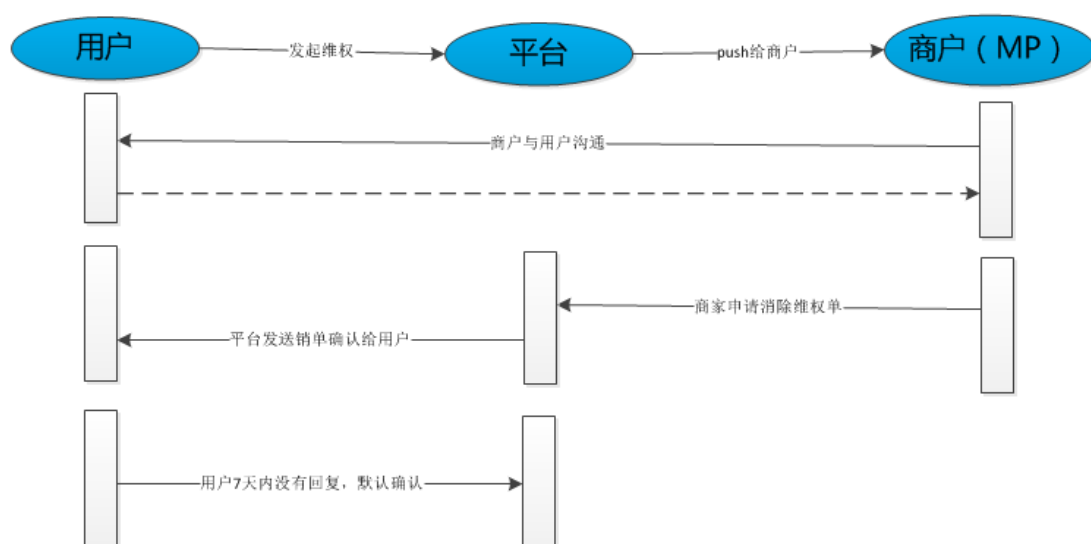 用户
发起维权
平台
push给商户
商户（MP）
商户与用户沟通
商家申请消除维权单
平台发送销单确认给用户
用户7天内没有回复，默认确认